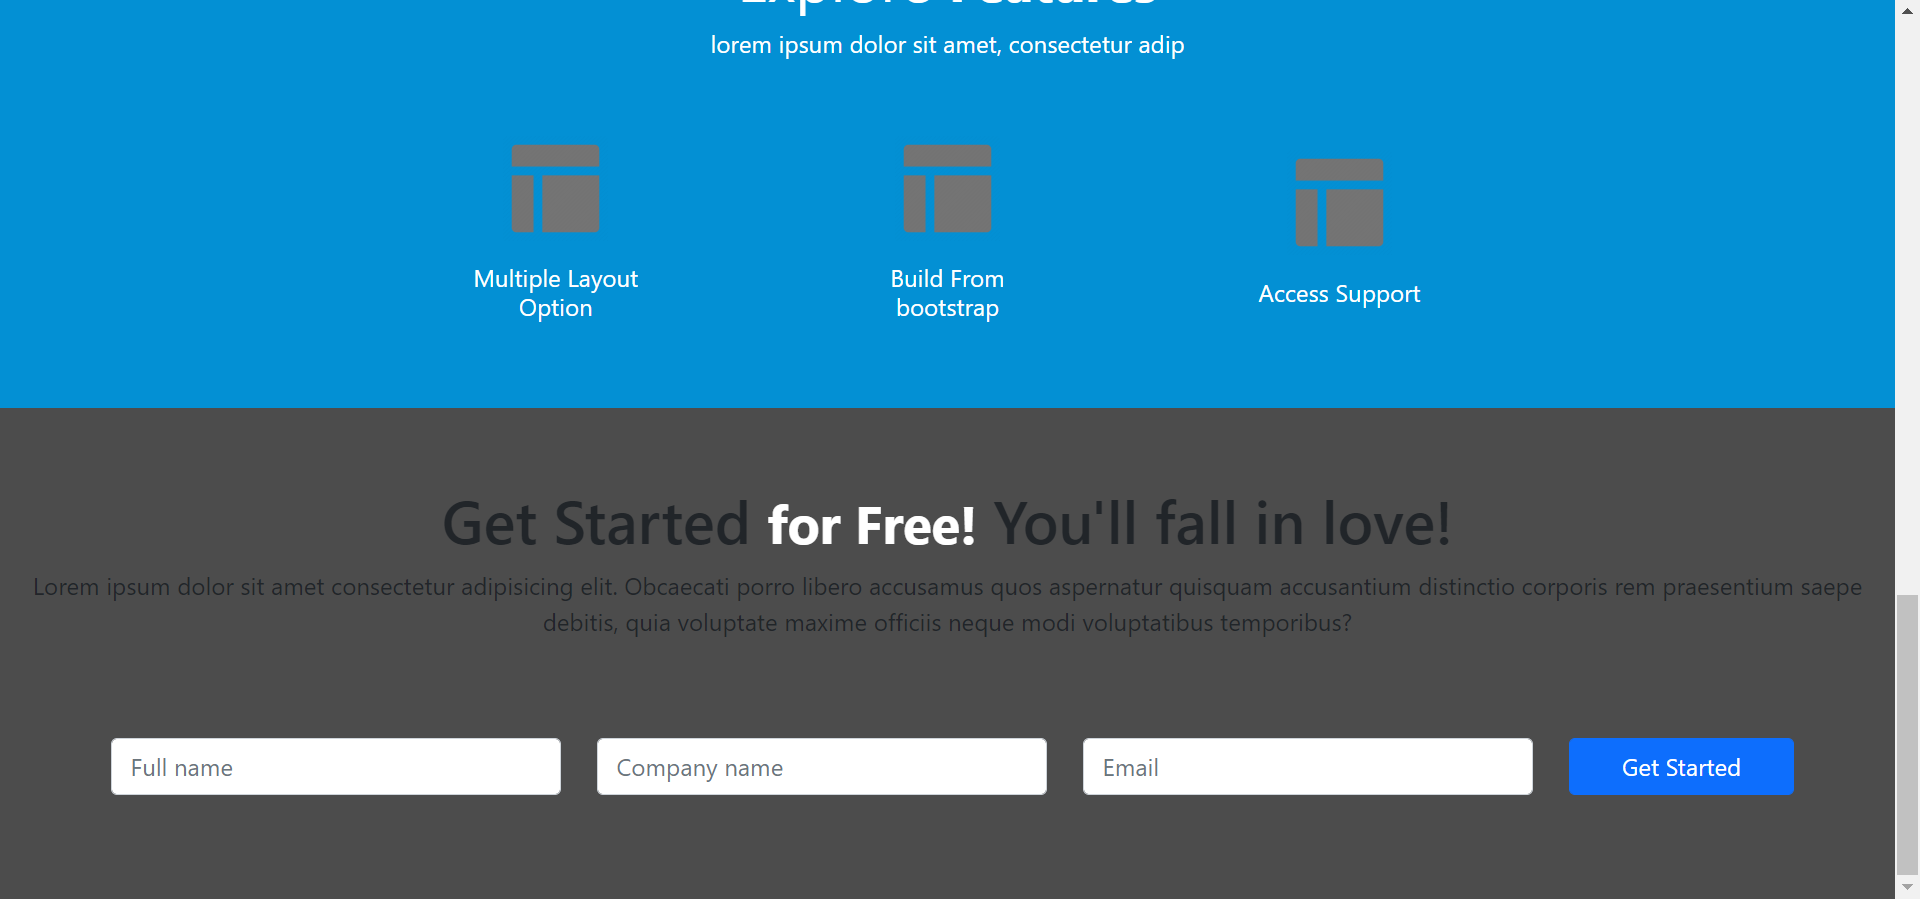 Explore Features
lorem ipsum dolor sit amet, consectetur adip
Multiple Layout
Option
Build From
bootstrap
Access Support
Get Started for Free! You'll fall in love!
Lorem ipsum dolor sit amet consectetur adipisicing elit. Obcaecati porro libero accusamus quos aspernatur quisquam accusantium distinctio corporis rem praesentium saepe
debitis, quia voluptate maxime officiis neque modi voluptatibus temporibus?
Full name
Company name
Email
Get Started